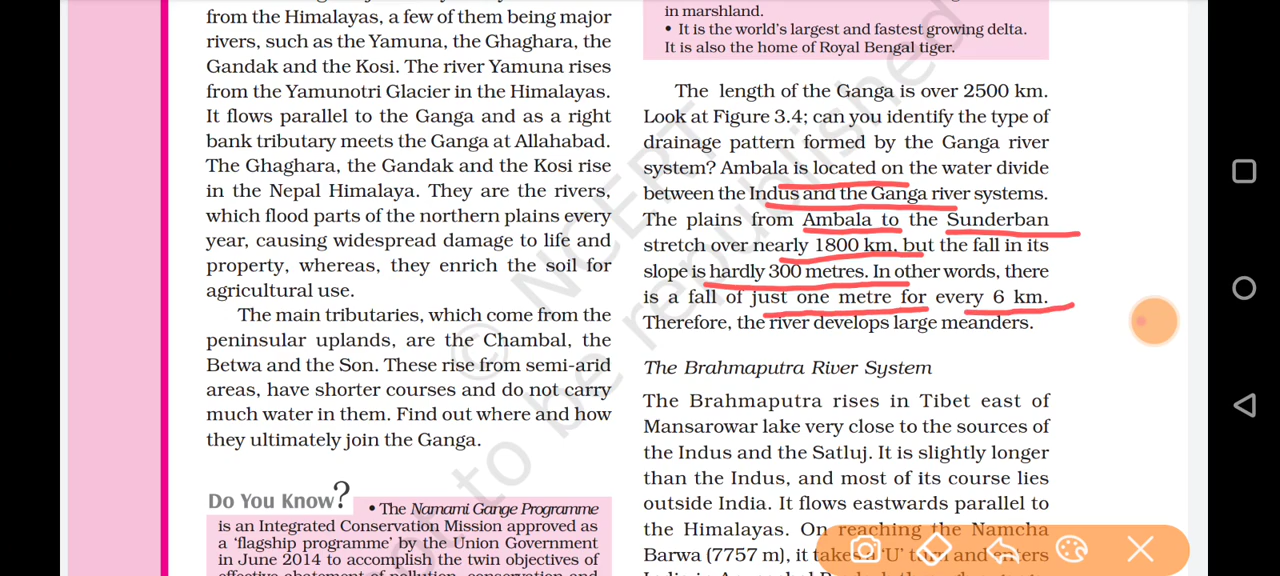 from the Himalayas, a few of them being major
rivers, such as the Yamuna, the Ghaghara, the
Gandak and the Kosi. The river Yamuna rises
from the Yamunotri Glacier in the Himalayas.
It flows parallel to the Ganga and as a right
bank tributary meets the Ganga at Allahabad.
The Ghaghara, the Gandak and the Kosi rise
in the Nepal Himalaya. They are the rivers,
which flood parts of the northern plains every
year, causing widespread damage to life and
property, whereas, they enrich the soil for
agricultural use.
The main tributaries, which come from the
peninsular uplands, are the Chambal, the
Betwa and the Son. These rise from semi-arid
areas, have shorter courses and do not carry
much water in them. Find out where and how
they ultimately join the Ganga.
Do You Know?
• The Namami Gange Programme
is an Integrated Conservation Mission approved as
a 'flagship programme' by the Union Government
in June 2014 to accomplish the twin objectives of
in marshland.
• It is the world's largest and fastest growing delta.
It is also the home of Royal Bengal tiger.
The length of the Ganga is over 2500 km.
Look at Figure 3.4; can you identify the type of
drainage pattern formed by the Ganga river
system? Ambala is located on the water divide
between the Indus and the Ganga river systems.
The plains from Ambala to the Sunderban
stretch over nearly 1800 km, but the fall in its
slope is hardly 300 metres. In other words, there
is a fall of just one metre for every 6 km.
Therefore, the river develops large meanders.
The Brahmaputra River System
The Brahmaputra rises in Tibet east of
Mansarowar lake very close to the sources of
the Indus and the Satluj. It is slightly longer
than the Indus, and most of its course lies
outside India. It flows eastwards parallel to
the Himalayas. On reaching the Namcha
Barwa (7757 m), it takes a 'U' turn and enters
© NCERT
not to be republished